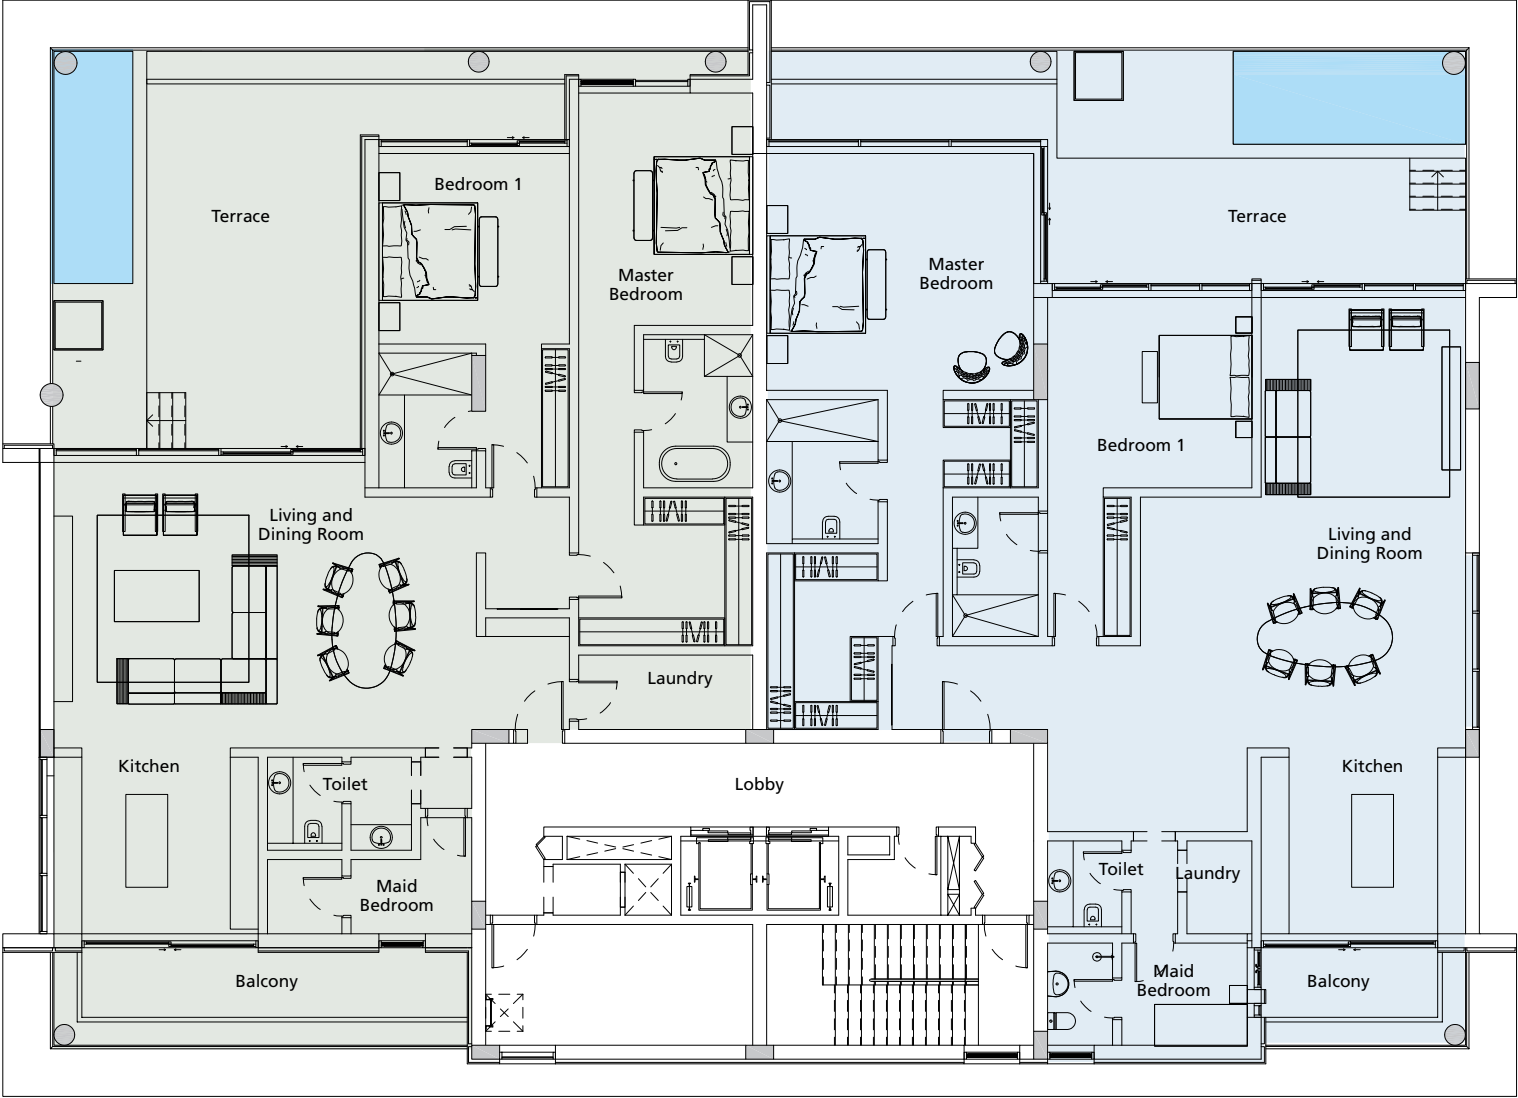 Bedroom 1
Terrace
Master
Bedroom
Living and
Dining Room
Laundry
Kitchen
Toilet
Maid
Bedroom
Balcony
Lobby
Terrace
Master
Bedroom
Bedroom 1
Living and
Dining Room
Kitchen
Toilet
Laundry
Maid
Bedroom
Balcony